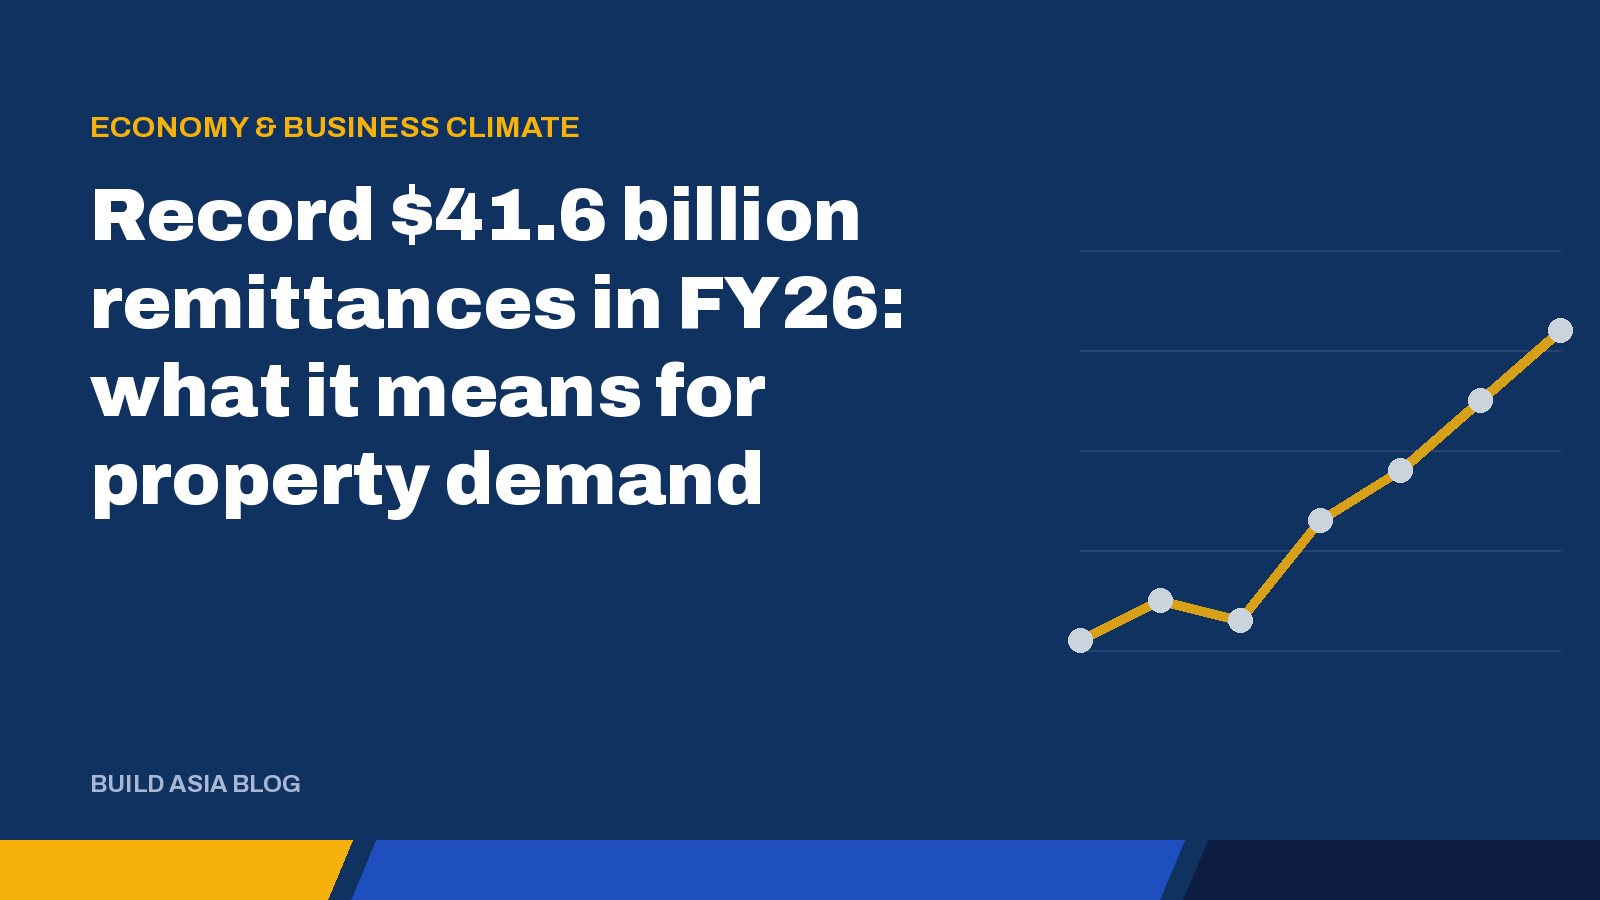 ECONOMY & BUSINESS CLIMATE
Record $41.6 billion
remittances in FY26:
what it means for
property demand
BUILD ASIA BLOG